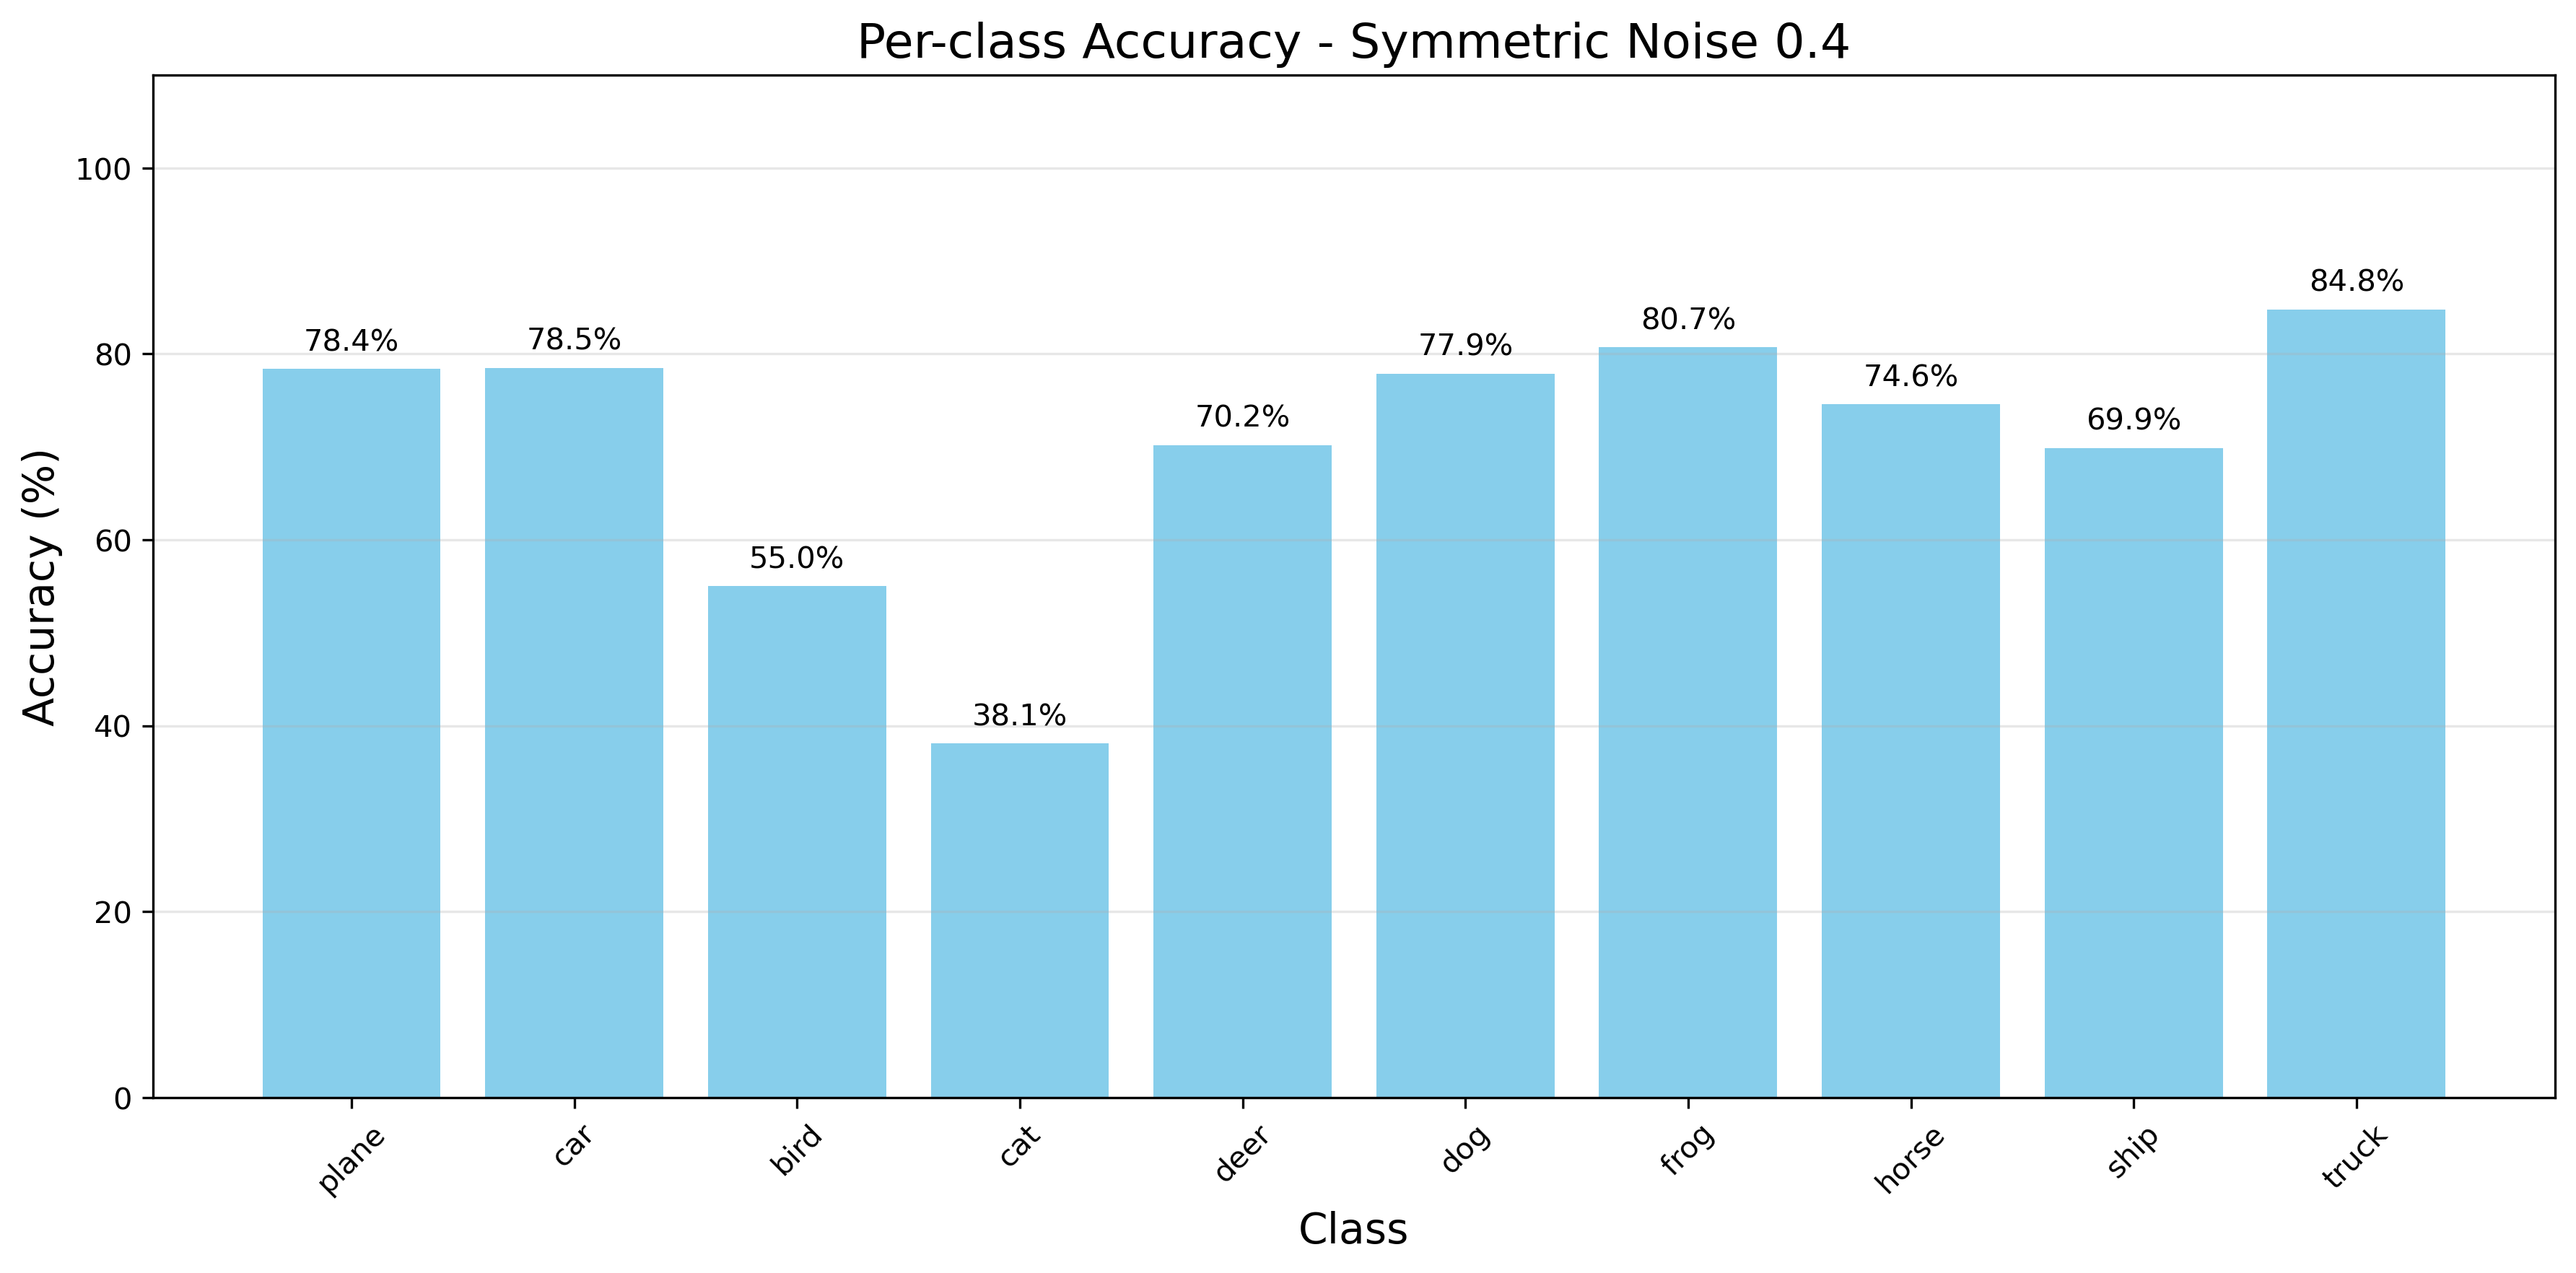 Per-class Accuracy - Symmetric Noise 0.4
Accuracy (%)
100
80
60
40
20
0
78.4%
78.5%
55.0%
38.1%
70.2%
77.9%
80.7%
74.6%
69.9%
84.8%
plane
car
bird
cat
deer
dog
frog
horse
ship
truck
Class